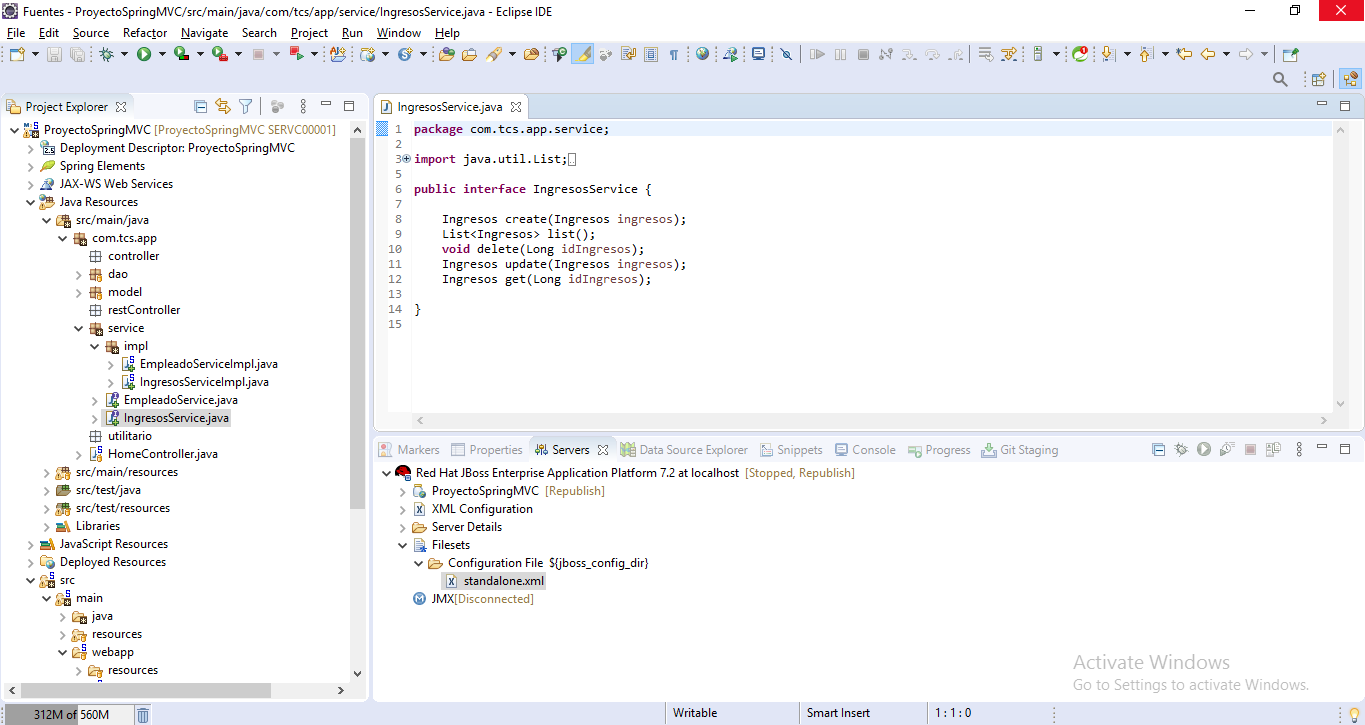 Fuentes - ProyectoSpringMVC/src/main/java/com/tcs/app/service/IngresosService.java - Eclipse IDE
File Edit Source Refactor Navigate Search Project Run Window Help
Project Explorer
ProyectoSpringMVC [ProyectoSpringMVC SERVC00001]
Deployment Descriptor: ProyectoSpringMVC
Spring Elements
JAX-WS Web Services
Java Resources
src/main/java
com.tcs.app
controller
dao
model
restController
service
impl
EmpleadoServiceImpl.java
IngresosServiceImpl.java
EmpleadoService.java
IngresosService.java
utilitario
HomeController.java
src/main/resources
src/test/java
src/test/resources
Libraries
JavaScript Resources
Deployed Resources
src
main
java
resources
webapp
resources
IngresosService.java
1 package com.tcs.app.service;
2
3 import java.util.List;
5
6 public interface IngresosService {
7
8 Ingresos create(Ingresos ingresos);
9 List<Ingresos> list();
10 void delete(Long idIngresos);
11 Ingresos update(Ingresos ingresos);
12 Ingresos get(Long idIngresos);
13
14 }
15
Markers Properties Servers Data Source Explorer Snippets Console Progress Git Staging
Red Hat JBoss Enterprise Application Platform 7.2 at localhost [Stopped, Republish]
ProyectoSpringMVC [Republish]
XML Configuration
Server Details
Filesets
Configuration File ${jboss_config_dir}
standalone.xml
JMX[Disconnected]
Activate Windows
Go to Settings to activate Windows.
312M of 560M
Writable Smart Insert 1 : 1 : 0